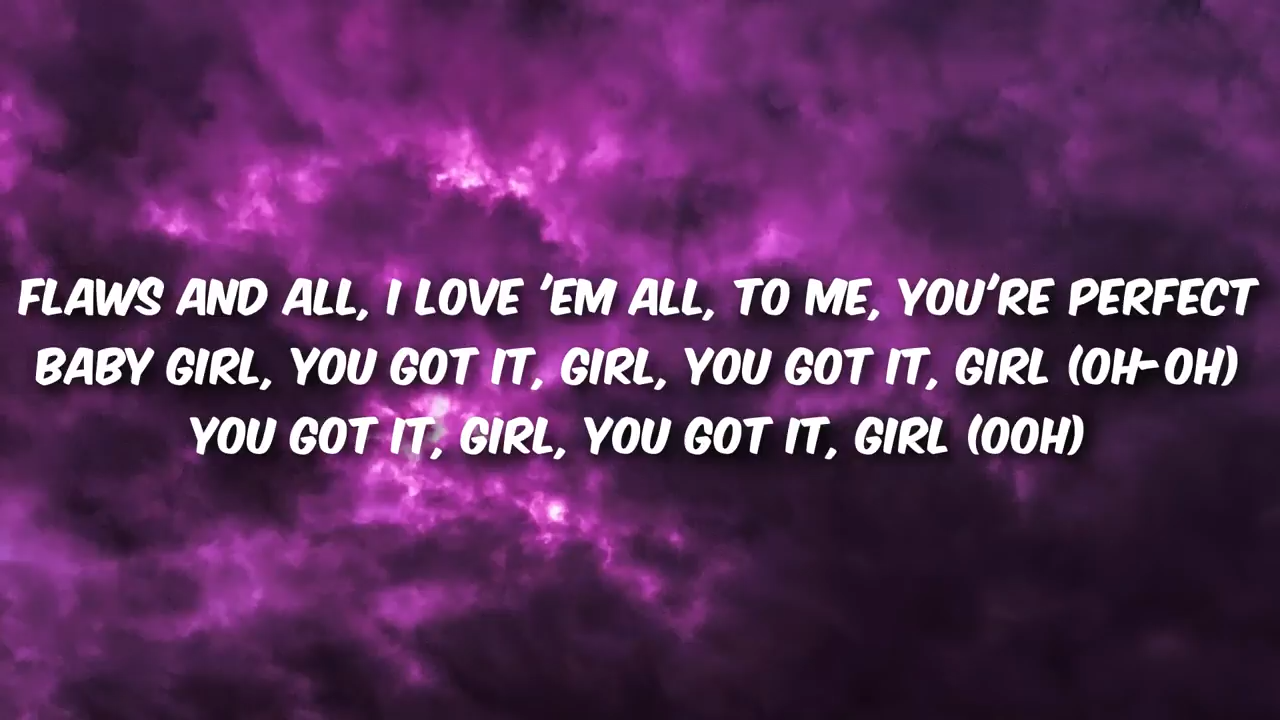 FLAWS AND ALL, I LOVE 'EM ALL, TO ME, YOU'RE PERFECT
BABY GIRL, YOU GOT IT, GIRL, YOU GOT IT, GIRL (OH-OH)
YOU GOT IT, GIRL, YOU GOT IT, GIRL (OOH)